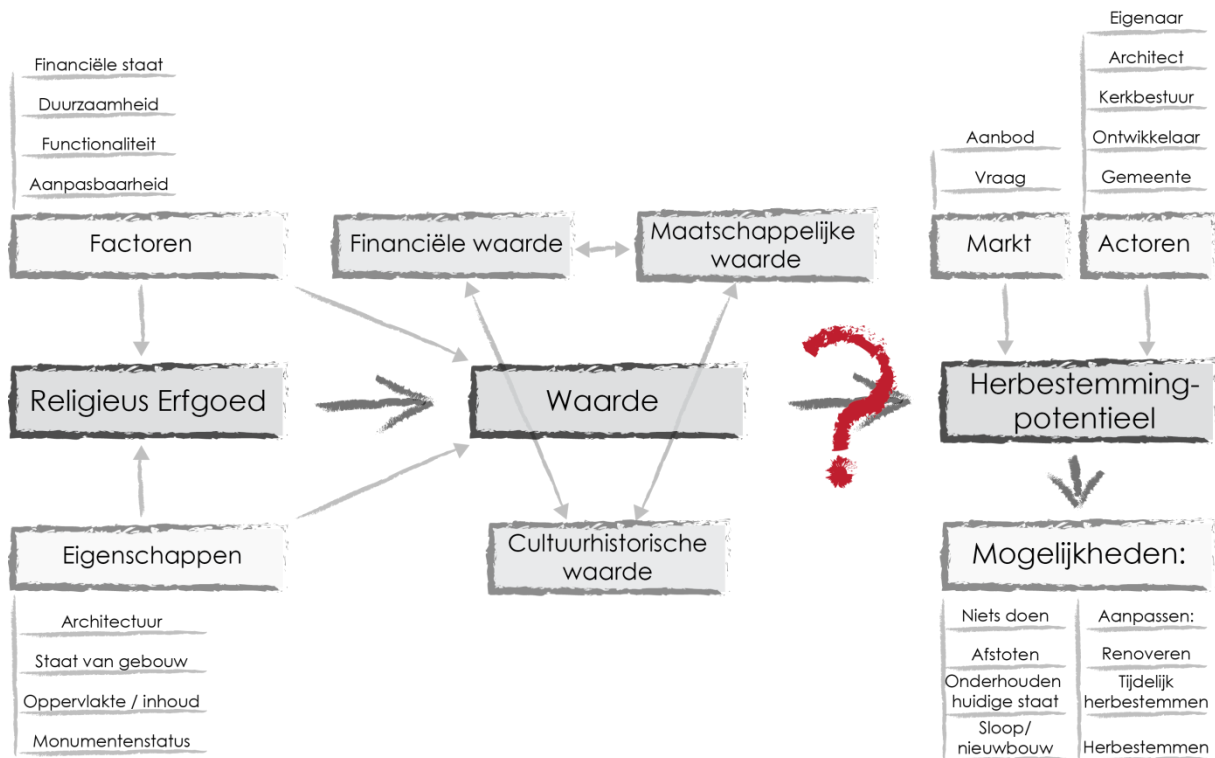 Financiële staat
Duurzaamheid
Functionaliteit
Aanpasbaarheid
Factoren
Religieus Erfgoed
Eigenschappen
Architectuur
Staat van gebouw
Oppervlakte / inhoud
Monumentenstatus
Financiële waarde
Maatschappelijke
waarde
Waarde
Cultuurhistorische
waarde
?
Aanbod
Vraag
Markt
Eigenaar
Architect
Kerkbestuur
Ontwikkelaar
Gemeente
Actoren
Herbestemming-
potentieel
Mogelijkheden:
Niets doen
Afstoten
Onderhouden
huidige staat
Sloop/
nieuwbouw
Aanpassen:
Renoveren
Tijdelijk
herbestemmen
Herbestemmen